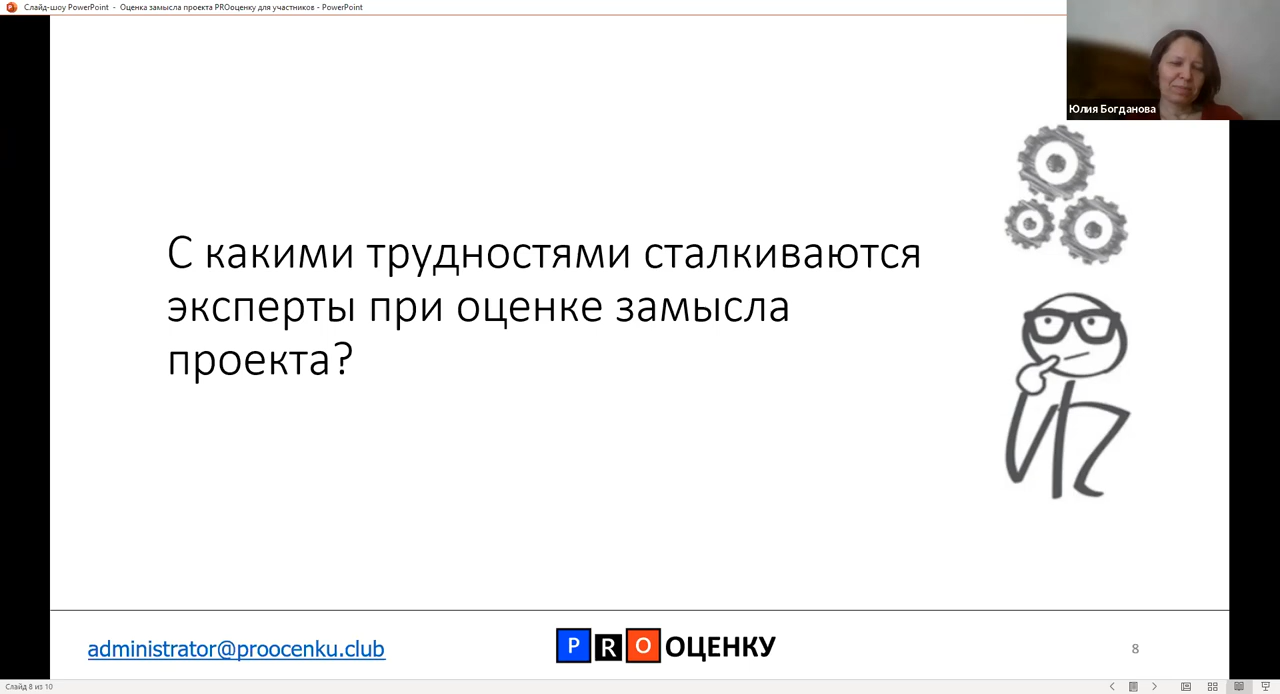 Слайд-шоу PowerPoint - Оценка замысла проекта PROоценку для участников - PowerPoint
Юлия Богданова
С какими трудностями сталкиваются
эксперты при оценке замысла
проекта?
administrator@proocenku.club
PRO ОЦЕНКУ
8
Слайд 8 из 10